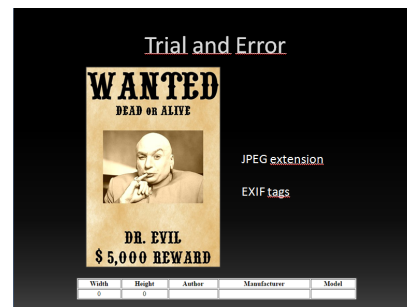 Trial and Error
WANTED
DEAD OR ALIVE
JPEG extension
EXIF tags
DR. EVIL
$5,000 REWARD
Width Height Author Manufacturer Model
0 0